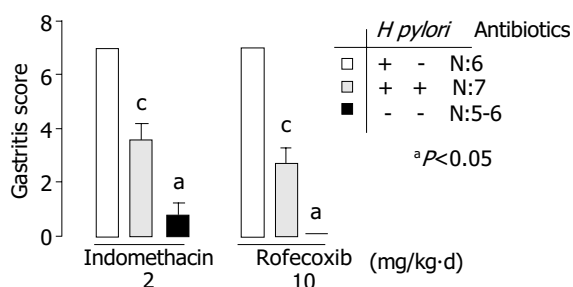 H pylori Antibiotics
+ - N:6
+ + N:7
- - N:5-6
aP<0.05
Gastritis score
8
6
4
2
0
c
a
c
a
Indomethacin
2
Rofecoxib
10
(mg/kg·d)